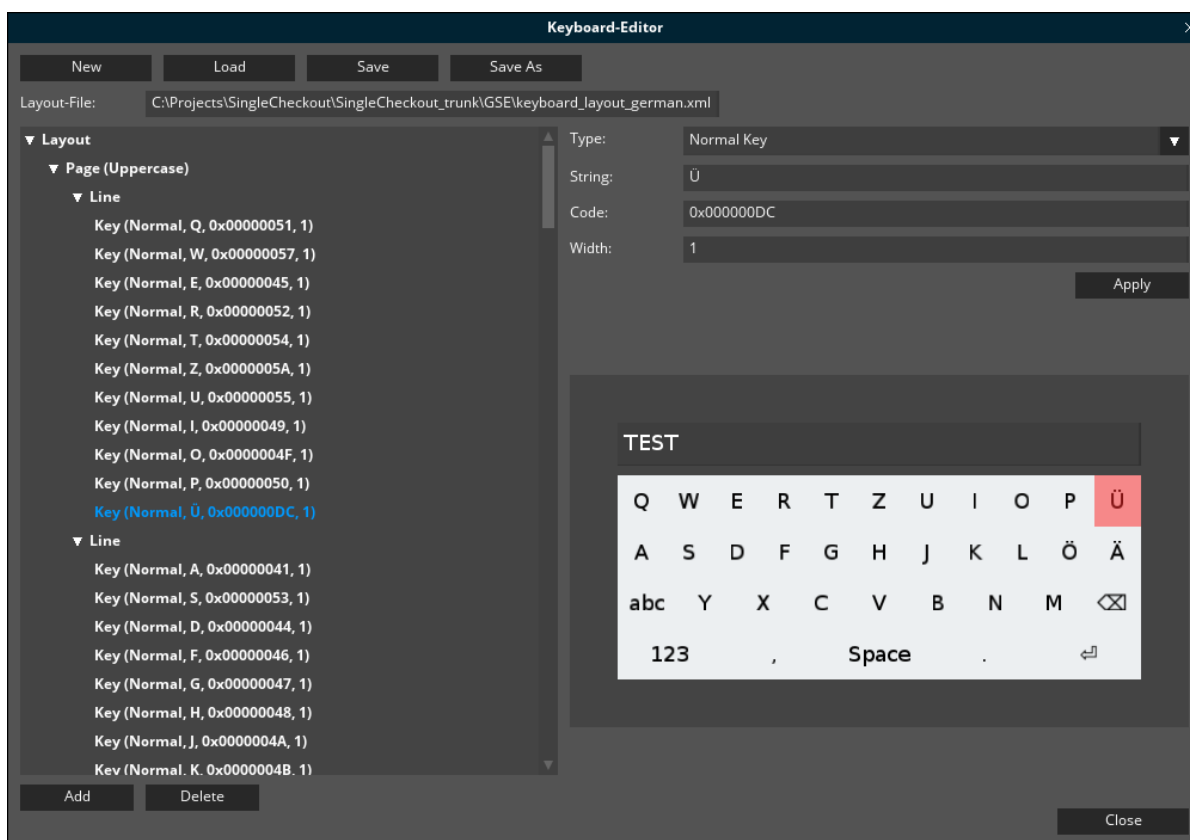 Keyboard-Editor
New Load Save Save As
Layout-File: C:\Projects\SingleCheckout\SingleCheckout_trunk\GSE\keyboard_layout_german.xml
Layout
Page (Uppercase)
Line
Key (Normal, Q, 0x00000051, 1)
Key (Normal, W, 0x00000057, 1)
Key (Normal, E, 0x00000045, 1)
Key (Normal, R, 0x00000052, 1)
Key (Normal, T, 0x00000054, 1)
Key (Normal, Z, 0x0000005A, 1)
Key (Normal, U, 0x00000055, 1)
Key (Normal, I, 0x00000049, 1)
Key (Normal, O, 0x0000004F, 1)
Key (Normal, P, 0x00000050, 1)
Key (Normal, Ü, 0x000000DC, 1)
Line
Key (Normal, A, 0x00000041, 1)
Key (Normal, S, 0x00000053, 1)
Key (Normal, D, 0x00000044, 1)
Key (Normal, F, 0x00000046, 1)
Key (Normal, G, 0x00000047, 1)
Key (Normal, H, 0x00000048, 1)
Key (Normal, J, 0x0000004A, 1)
Key (Normal, K, 0x0000004B, 1)
Add Delete
Type: Normal Key
String: Ü
Code: 0x000000DC
Width: 1
Apply
TEST
Q W E R T Z U I O P Ü
A S D F G H J K L Ö Ä
abc Y X C V B N M ⌫
123 , Space . ⏎
Close